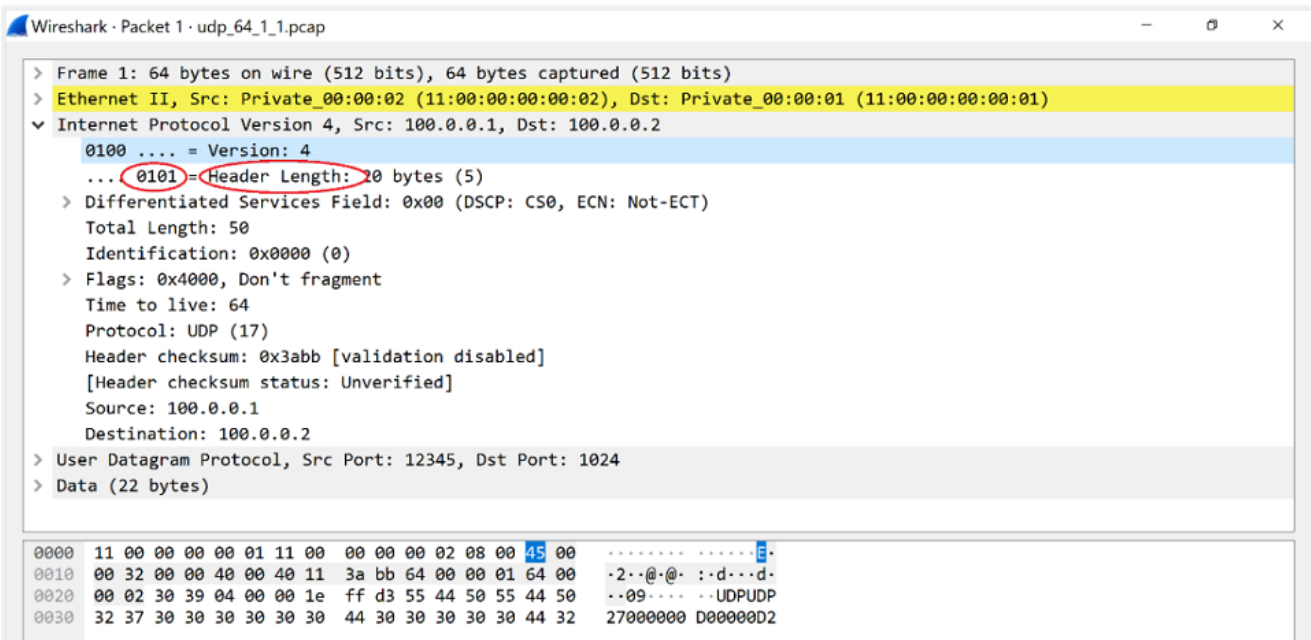 Wireshark · Packet 1 · udp_64_1_1.pcap
> Frame 1: 64 bytes on wire (512 bits), 64 bytes captured (512 bits)
> Ethernet II, Src: Private_00:00:02 (11:00:00:00:00:02), Dst: Private_00:00:01 (11:00:00:00:00:01)
Internet Protocol Version 4, Src: 100.0.0.1, Dst: 100.0.0.2
0100 .... = Version: 4
.... 0101 = Header Length: 20 bytes (5)
> Differentiated Services Field: 0x00 (DSCP: CS0, ECN: Not-ECT)
Total Length: 50
Identification: 0x0000 (0)
> Flags: 0x4000, Don't fragment
Time to live: 64
Protocol: UDP (17)
Header checksum: 0x3abb [validation disabled]
[Header checksum status: Unverified]
Source: 100.0.0.1
Destination: 100.0.0.2
> User Datagram Protocol, Src Port: 12345, Dst Port: 1024
> Data (22 bytes)
0000 11 00 00 00 00 01 11 00 00 00 00 02 08 00 45 00 ········ ······E·
0010 00 32 00 00 40 00 40 11 3a bb 64 00 00 01 64 00 ·2··@·@· :·d···d·
0020 00 02 30 39 04 00 00 1e ff d3 55 44 50 55 44 50 ··09···· ··UDPUDP
0030 32 37 30 30 30 30 30 30 44 30 30 30 30 30 44 32 27000000 D00000D2